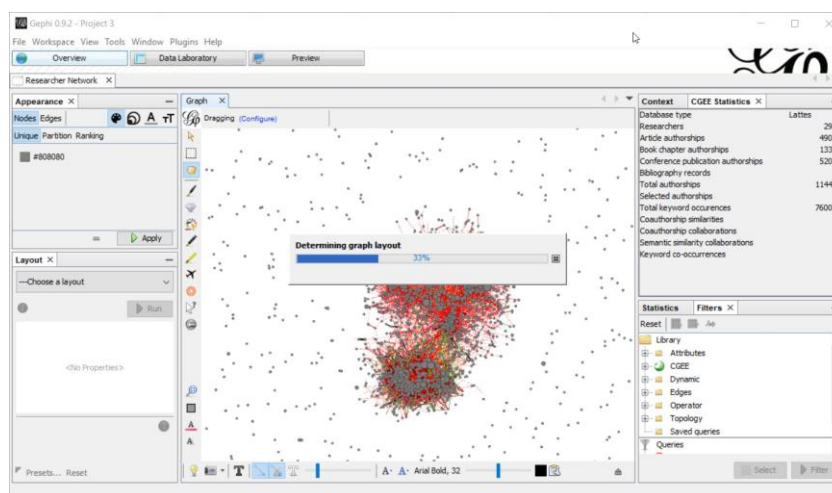 Gephi 0.9.2 - Project 3
File Workspace View Tools Window Plugins Help
Overview Data Laboratory Preview
Researcher Network
Appearance
Nodes Edges
Unique Partition Ranking
#808080
Apply
Layout
---Choose a layout
Run
<No Properties>
Presets... Reset
Graph
Dragging (Configure)
Determining graph layout
33%
Arial Bold, 32
Context CGEE Statistics
Database type Lattes
Researchers 29
Article authorships 490
Book chapter authorships 133
Conference publication authorships 520
Bibliography records
Total authorships 1144
Selected authorships
Total keyword occurences 7600
Coauthorship similarities
Coauthorship collaborations
Semantic similarity collaborations
Keyword co-occurrences
Statistics Filters
Reset
Library
Attributes
CGEE
Dynamic
Edges
Operator
Topology
Saved queries
Queries
Select Filter